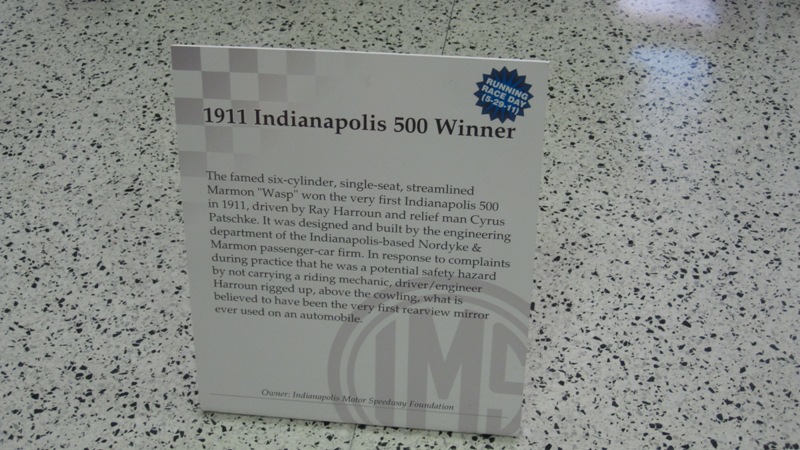 RUNNING
RACE DAY
(5-29-11)
1911 Indianapolis 500 Winner
The famed six-cylinder, single-seat, streamlined
Marmon "Wasp" won the very first Indianapolis 500
in 1911, driven by Ray Harroun and relief man Cyrus
Patschke. It was designed and built by the engineering
department of the Indianapolis-based Nordyke &
Marmon passenger-car firm. In response to complaints
during practice that he was a potential safety hazard
by not carrying a riding mechanic, driver/engineer
Harroun rigged up, above the cowling, what is
believed to have been the very first rearview mirror
ever used on an automobile.
IMS
Owner: Indianapolis Motor Speedway Foundation